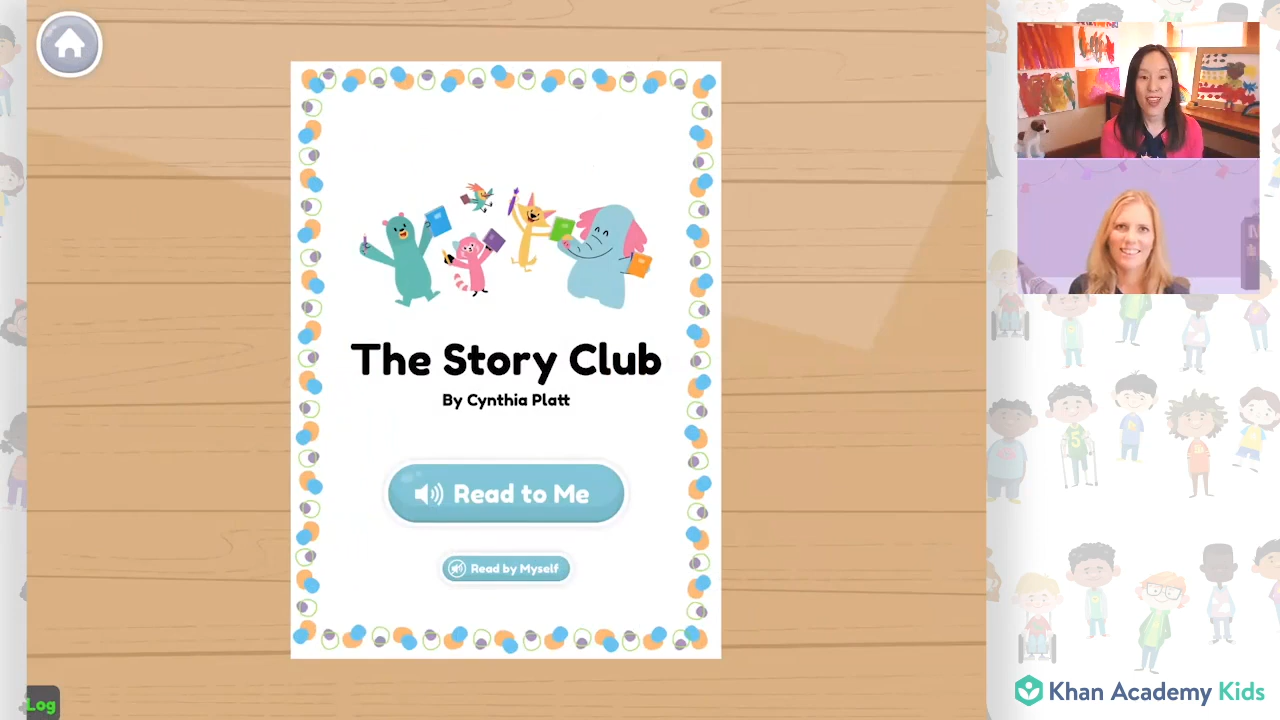 The Story Club
By Cynthia Platt
Read to Me
Read by Myself
Log
Khan Academy Kids